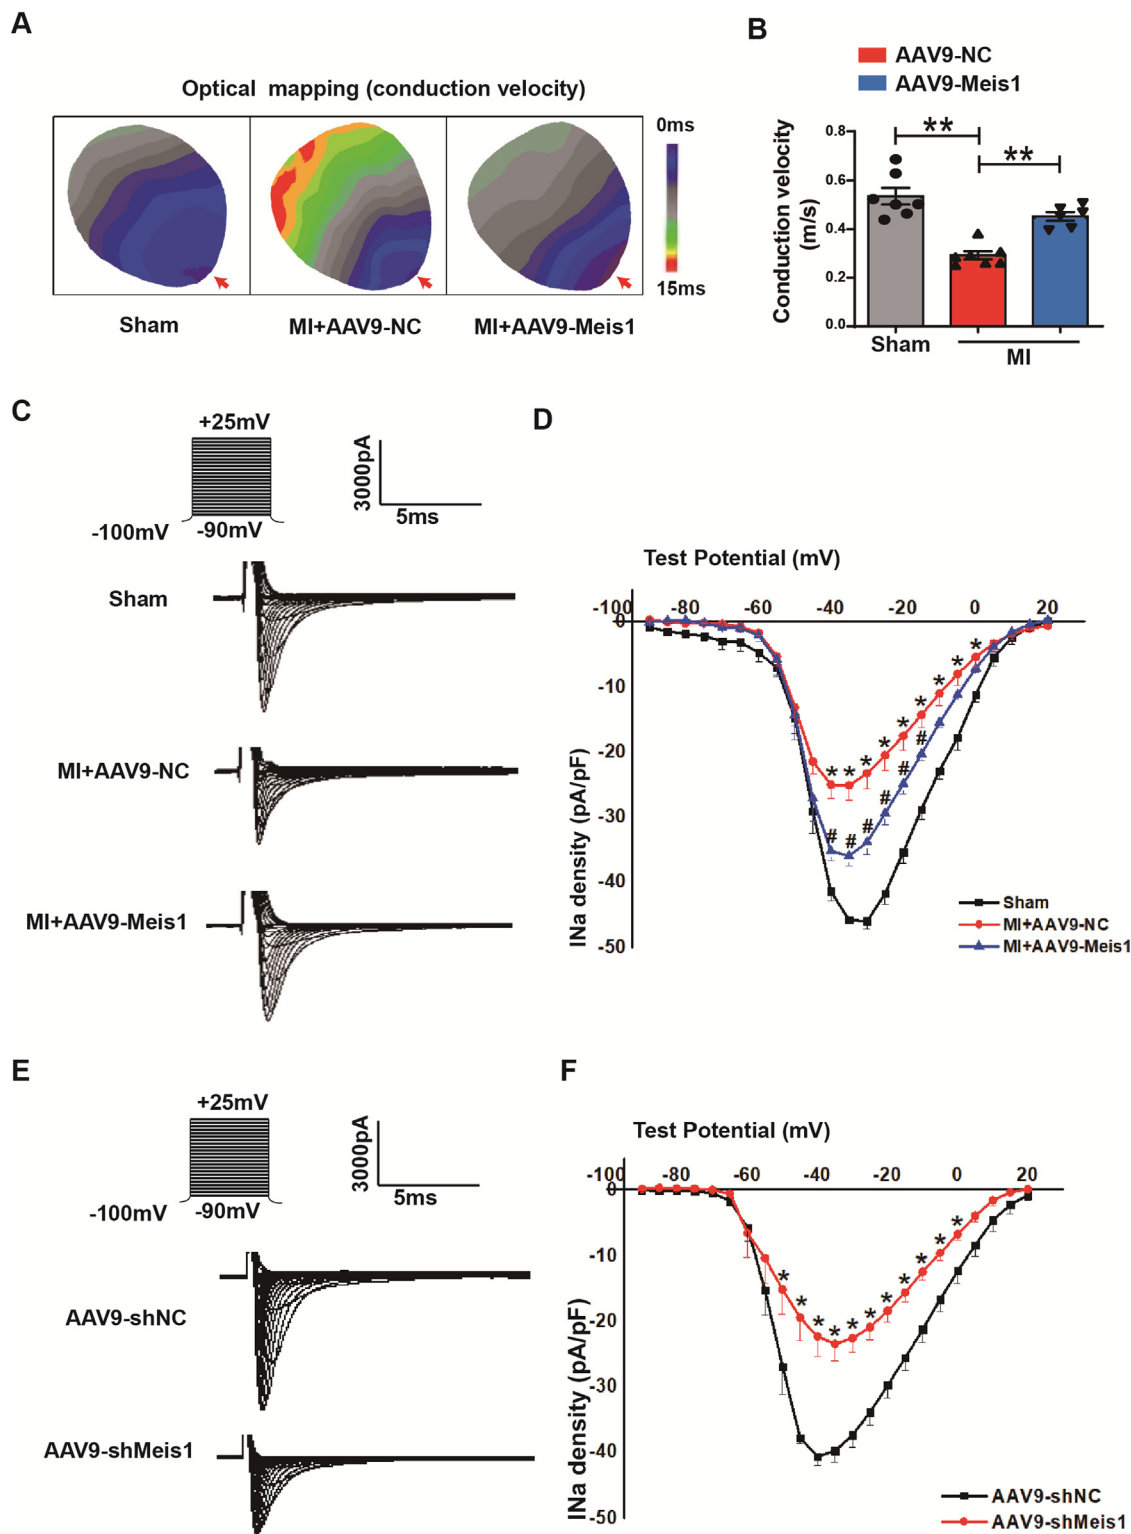 A
B
AAV9-NC
AAV9-Meis1
Optical mapping (conduction velocity)
0ms
15ms
Sham
MI+AAV9-NC
MI+AAV9-Meis1
Conduction velocity
(m/s)
0.8
0.6
0.4
0.2
0.0
**
**
Sham
MI
C
+25mV
-100mV
-90mV
3000pA
5ms
Sham
MI+AAV9-NC
MI+AAV9-Meis1
D
Test Potential (mV)
-100 -80 -60 -40 -20 0 20
0
-10
-20
-30
-40
-50
INa density (pA/pF)
* * * * * * * * *
# # # # # #
Sham
MI+AAV9-NC
MI+AAV9-Meis1
E
+25mV
-100mV
-90mV
3000pA
5ms
AAV9-shNC
AAV9-shMeis1
F
Test Potential (mV)
-100 -80 -60 -40 -20 0 20
0
-10
-20
-30
-40
-50
INa density (pA/pF)
* * * * * * * * * * *
AAV9-shNC
AAV9-shMeis1